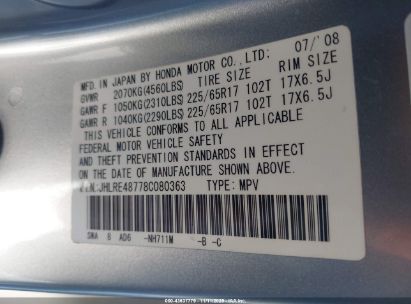 MFD. IN JAPAN BY HONDA MOTOR CO., LTD: 07/'08
GVWR 2070KG(4560LBS) TIRE SIZE RIM SIZE
GAWR F 1050KG(2310LBS) 225/65R17 102T 17X6.5J
GAWR R 1040KG(2290LBS) 225/65R17 102T 17X6.5J
THIS VEHICLE CONFORMS TO ALL APPLICABLE
FEDERAL MOTOR VEHICLE SAFETY
AND THEFT PREVENTION STANDARDS IN EFFECT
ON THE DATE OF MANUFACTURE SHOWN ABOVE.
V.I.N.:JHLRE48778C080363 TYPE: MPV
SWA B AD6 -NH711M -B -C